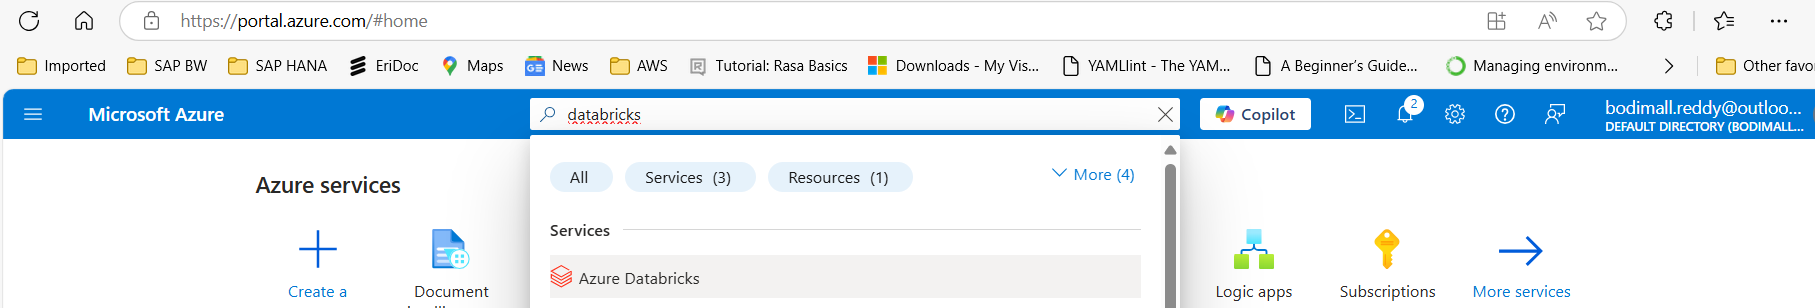 https://portal.azure.com/#home
Imported SAP BW SAP HANA EriDoc Maps News AWS Tutorial: Rasa Basics Downloads - My Vis... YAMLlint - The YAM... A Beginner's Guide... Managing environm... Other favo
Microsoft Azure databricks Copilot 2 bodimall.reddy@outloo...
DEFAULT DIRECTORY (BODIMALL...
All Services (3) Resources (1) More (4)
Azure services
Services
Azure Databricks
Create a Document Logic apps Subscriptions More services